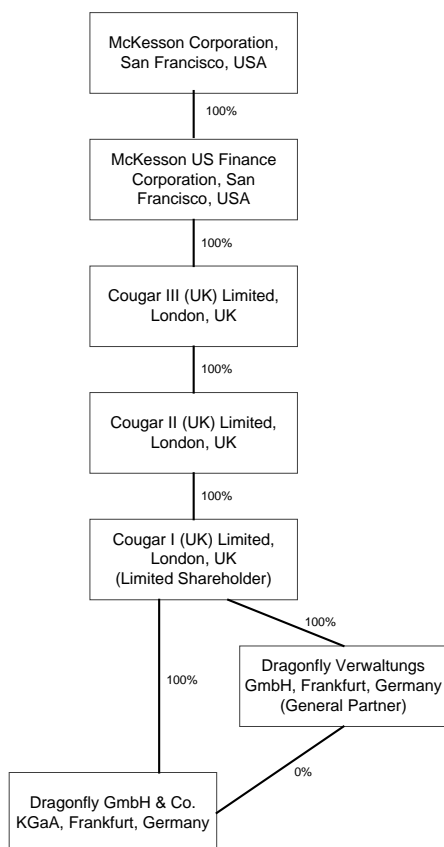 McKesson Corporation,
San Francisco, USA
100%
McKesson US Finance
Corporation, San
Francisco, USA
100%
Cougar III (UK) Limited,
London, UK
100%
Cougar II (UK) Limited,
London, UK
100%
Cougar I (UK) Limited,
London, UK
(Limited Shareholder)
100%
100%
Dragonfly Verwaltungs
GmbH, Frankfurt, Germany
(General Partner)
0%
Dragonfly GmbH & Co.
KGaA, Frankfurt, Germany